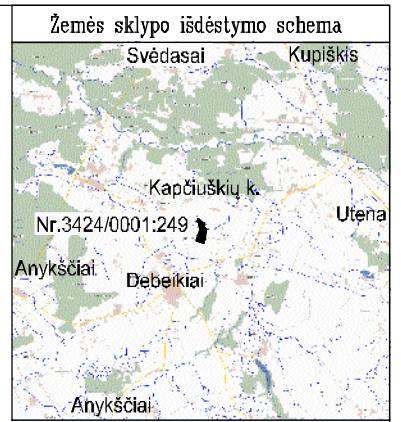 Žemės sklypo išdėstymo schema
Svėdasai
Kupiškis
Kapčiuškių k.
Utena
Nr.3424/0001:249
Anykščiai
Debeikiai
Anykščiai